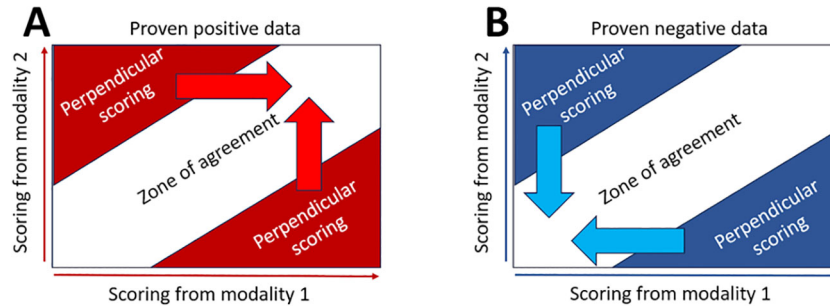 A
Proven positive data
Scoring from modality 2
Perpendicular
scoring
Zone of agreement
Perpendicular
scoring
Scoring from modality 1
B
Proven negative data
Scoring from modality 2
Perpendicular
scoring
Zone of agreement
Perpendicular
scoring
Scoring from modality 1